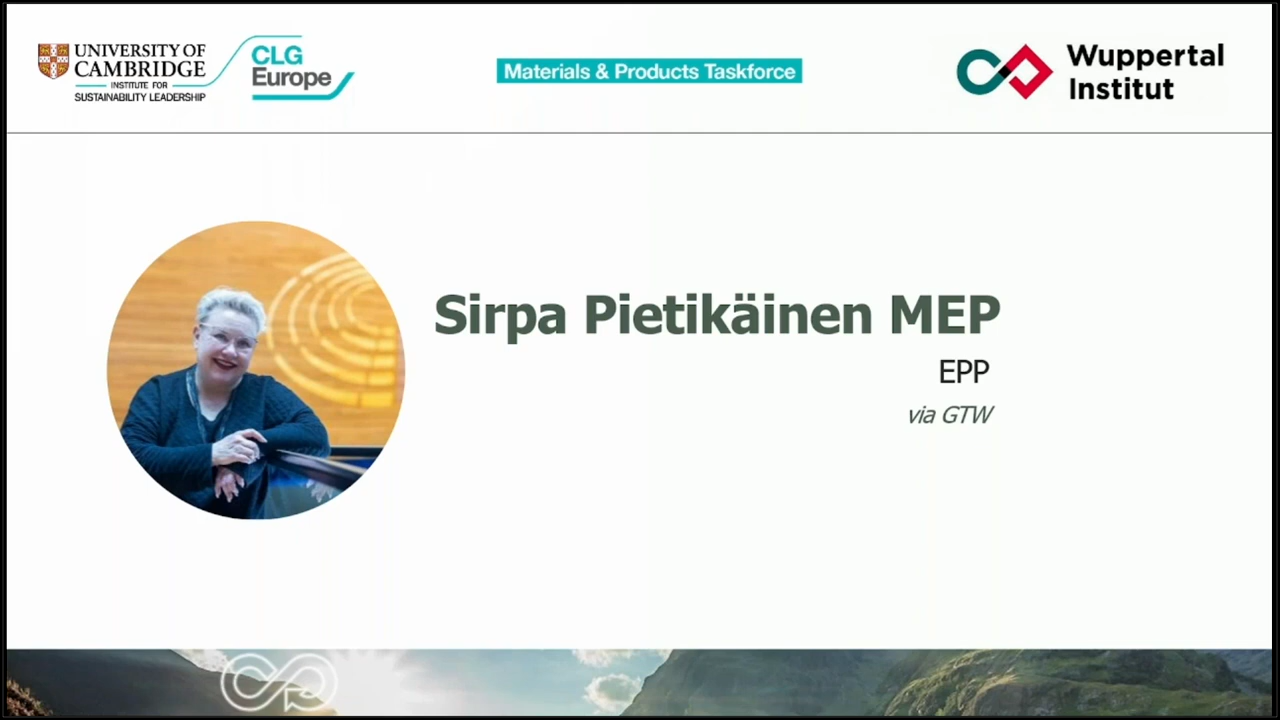 UNIVERSITY OF
CAMBRIDGE
INSTITUTE FOR
SUSTAINABILITY LEADERSHIP
CLG
Europe
Materials & Products Taskforce
Wuppertal
Institut
Sirpa Pietikäinen MEP
EPP
via GTW